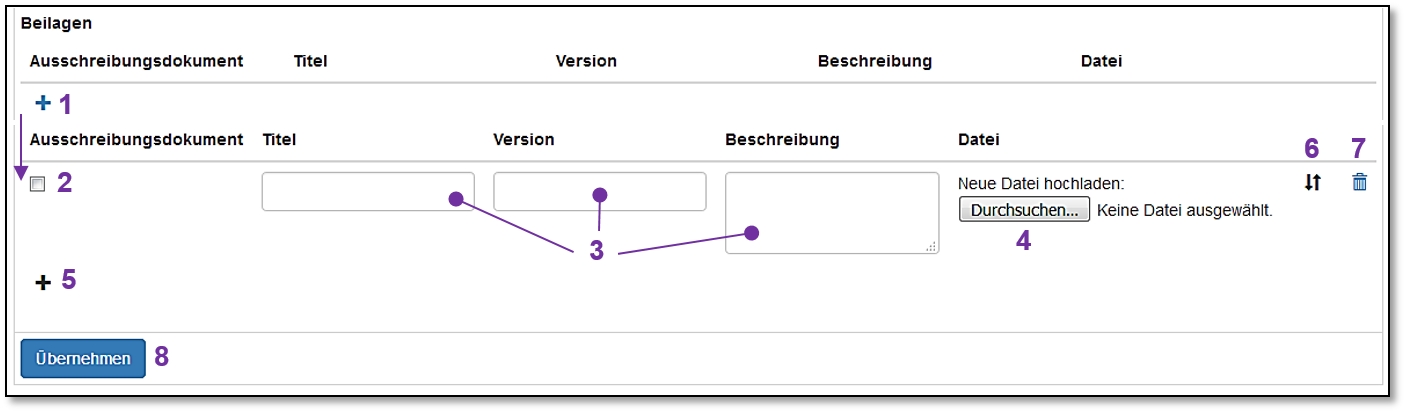 Beilagen
Ausschreibungsdokument Titel Version Beschreibung Datei
+ 1
Ausschreibungsdokument Titel Version Beschreibung Datei 6 7
2 Neue Datei hochladen:
Durchsuchen... Keine Datei ausgewählt.
3 4
+ 5
Übernehmen 8